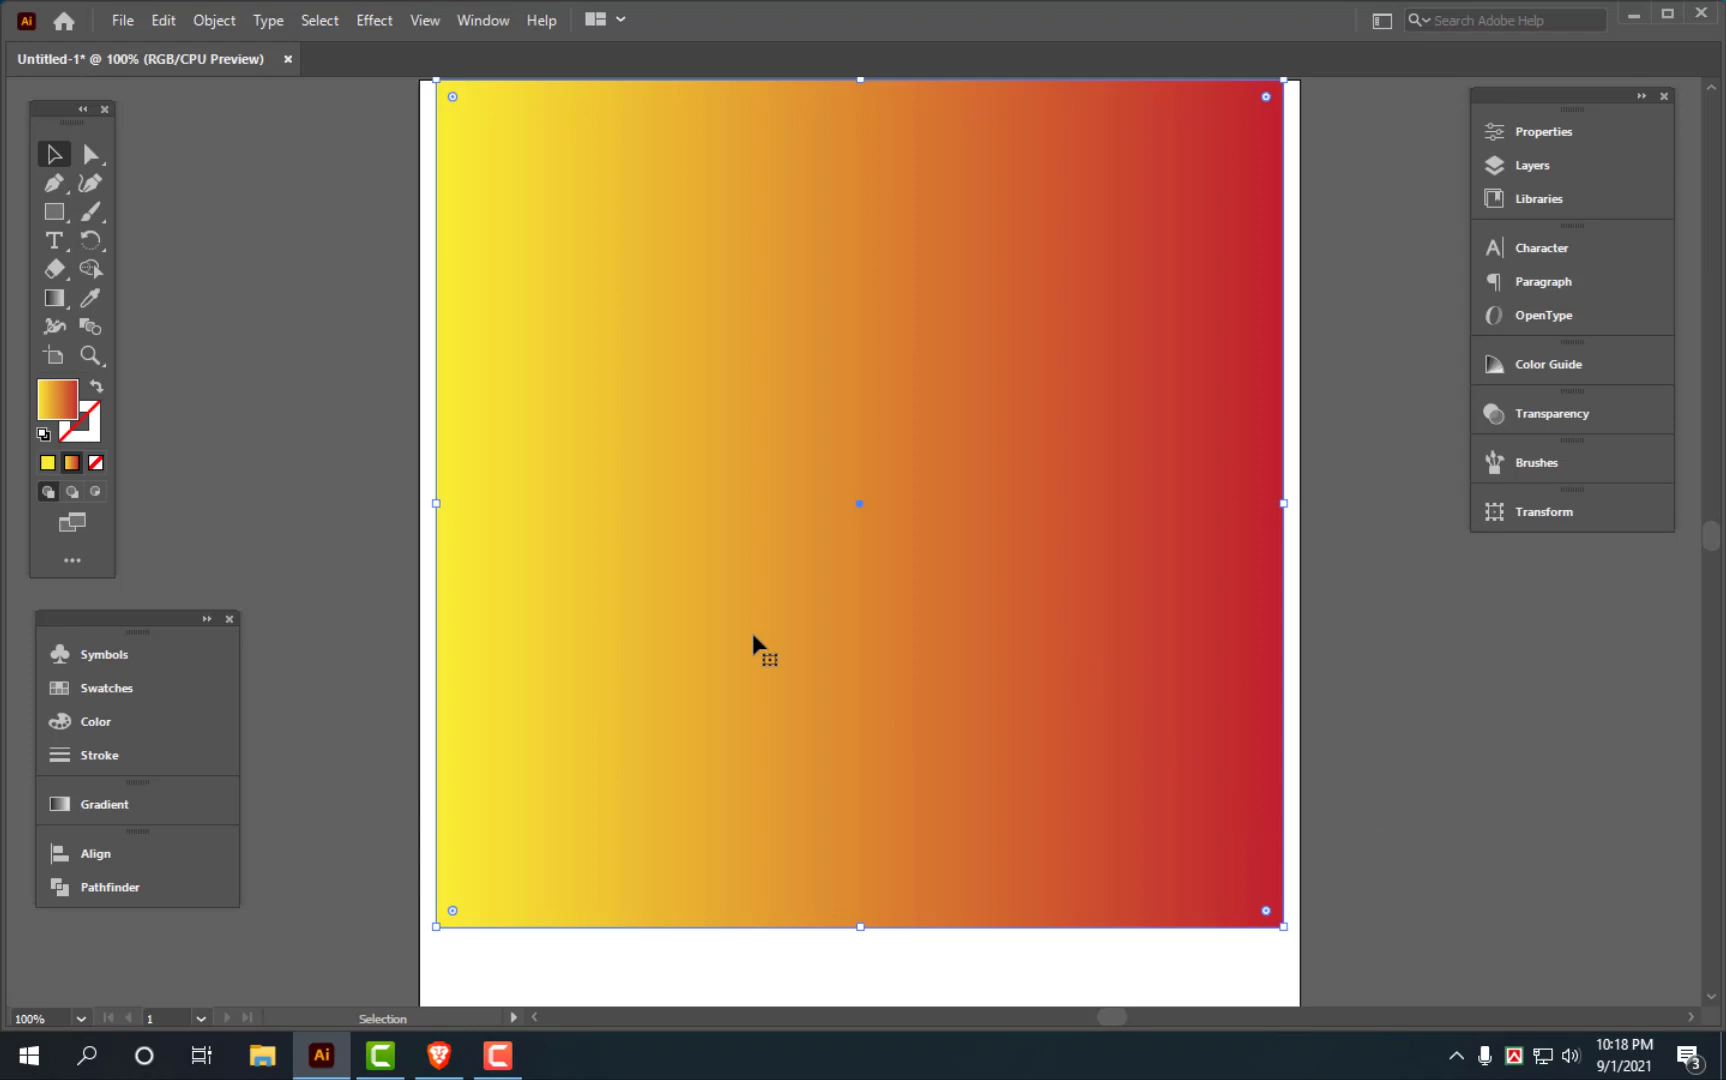 Ai File Edit Object Type Select Effect View Window Help Search Adobe Help
Untitled-1* @ 100% (RGB/CPU Preview)
T
Symbols
Swatches
Color
Stroke
Gradient
Align
Pathfinder
Properties
Layers
Libraries
Character
Paragraph
OpenType
Color Guide
Transparency
Brushes
Transform
100% 1 Selection
Ai
10:18 PM
9/1/2021
3